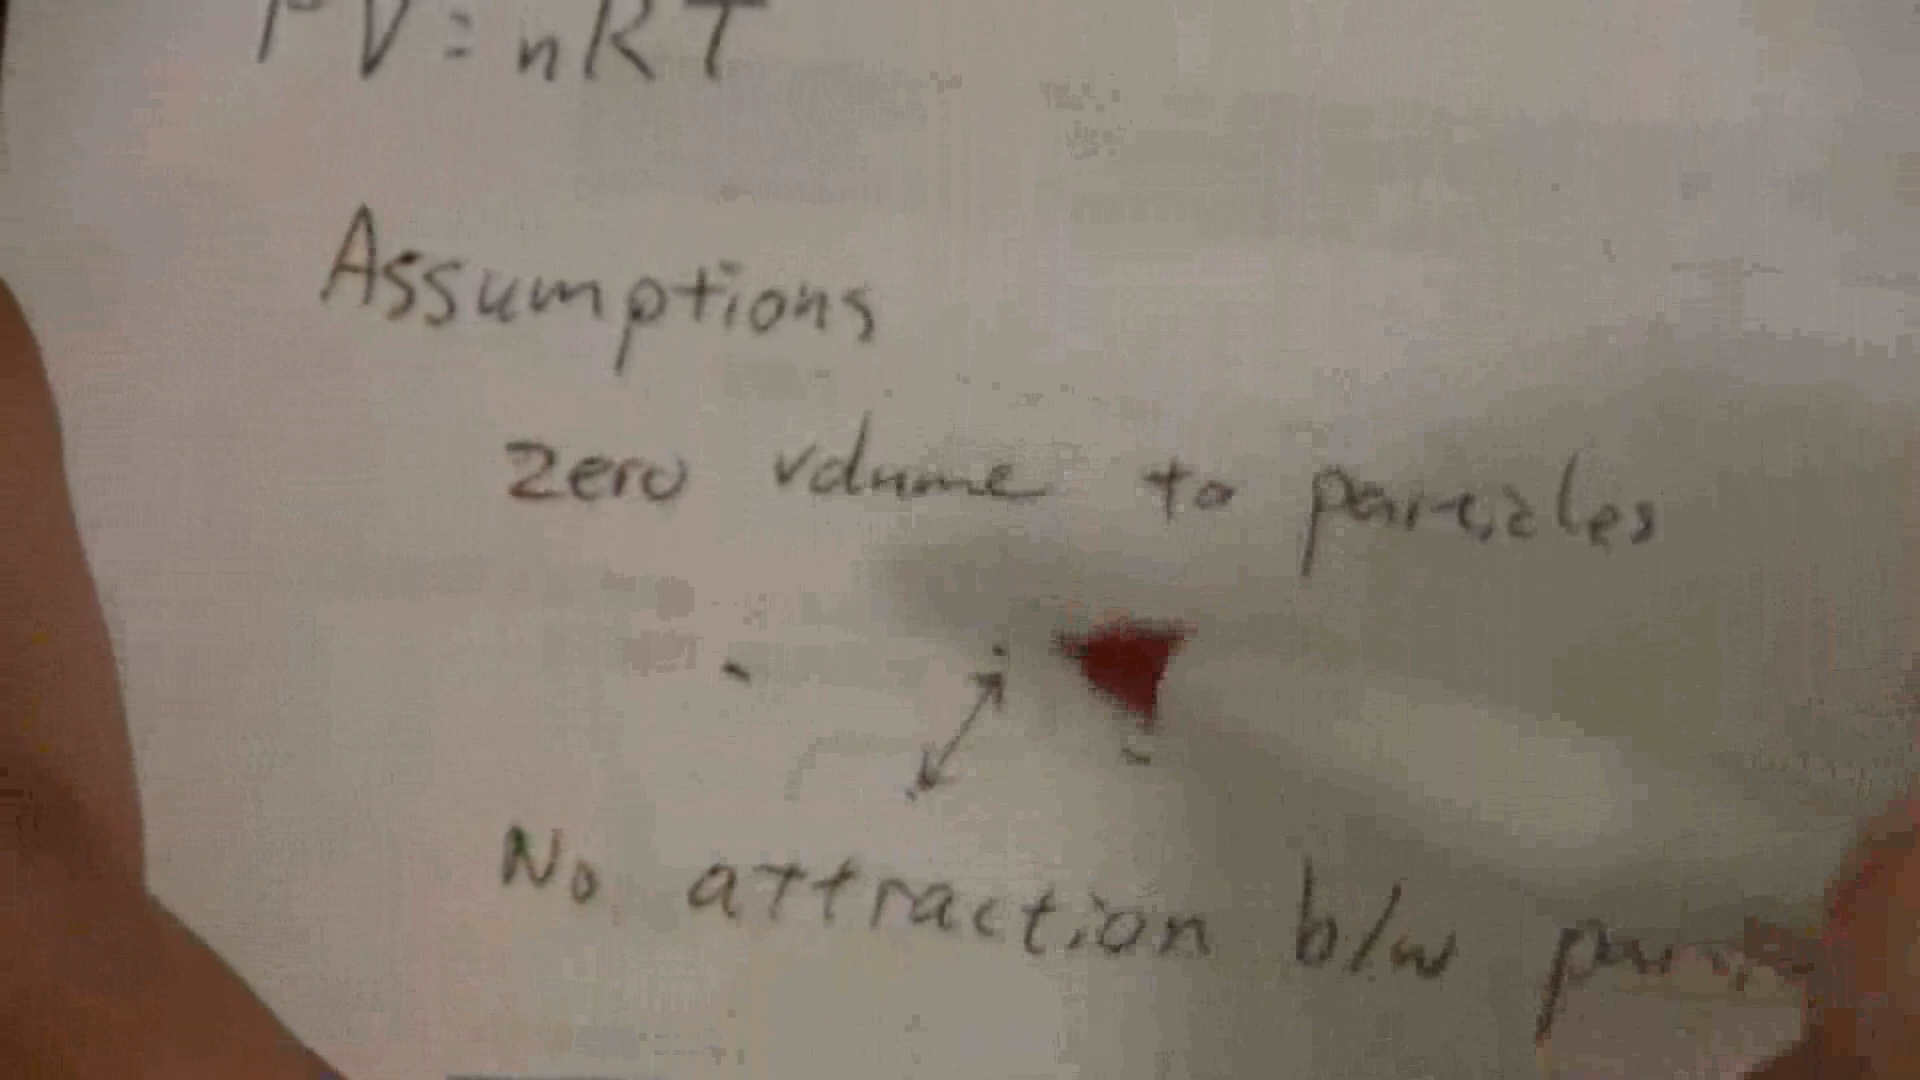 PV = nRT
Assumptions
Zero volume to particles
No attraction b/w